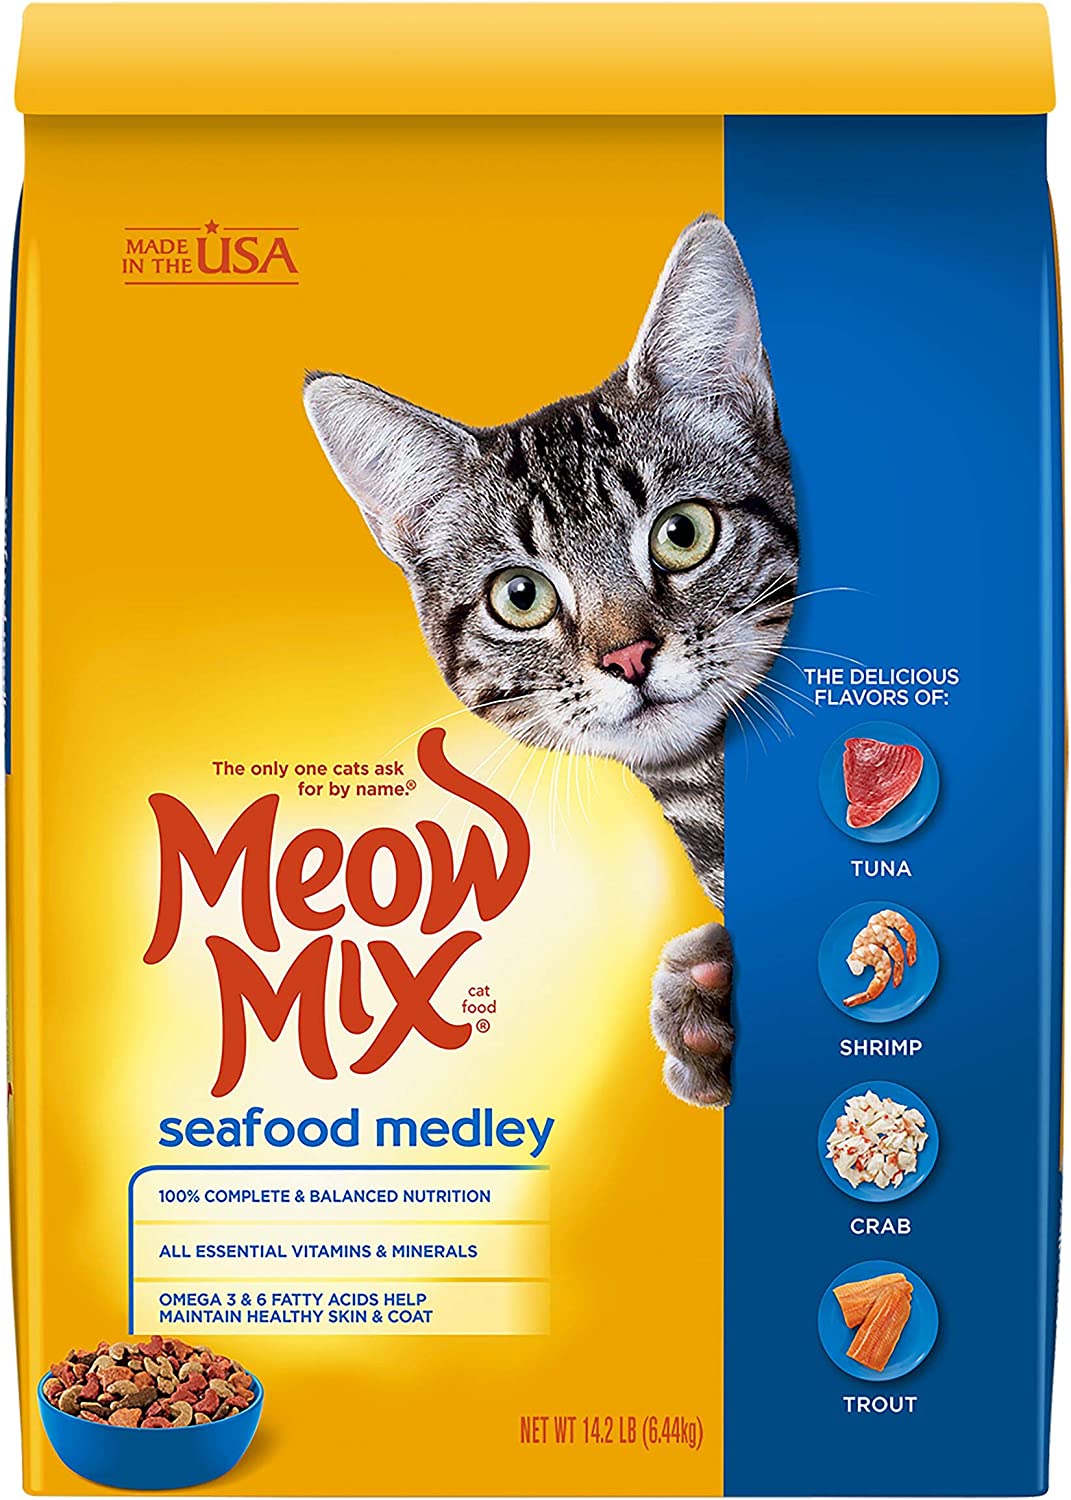 MADE
IN THE USA
The only one cats ask
for by name.®
MEOW
MIX
cat
food
®
seafood medley
100% COMPLETE & BALANCED NUTRITION
ALL ESSENTIAL VITAMINS & MINERALS
OMEGA 3 & 6 FATTY ACIDS HELP
MAINTAIN HEALTHY SKIN & COAT
NET WT 14.2 LB (6.44kg)
THE DELICIOUS
FLAVORS OF:
TUNA
SHRIMP
CRAB
TROUT